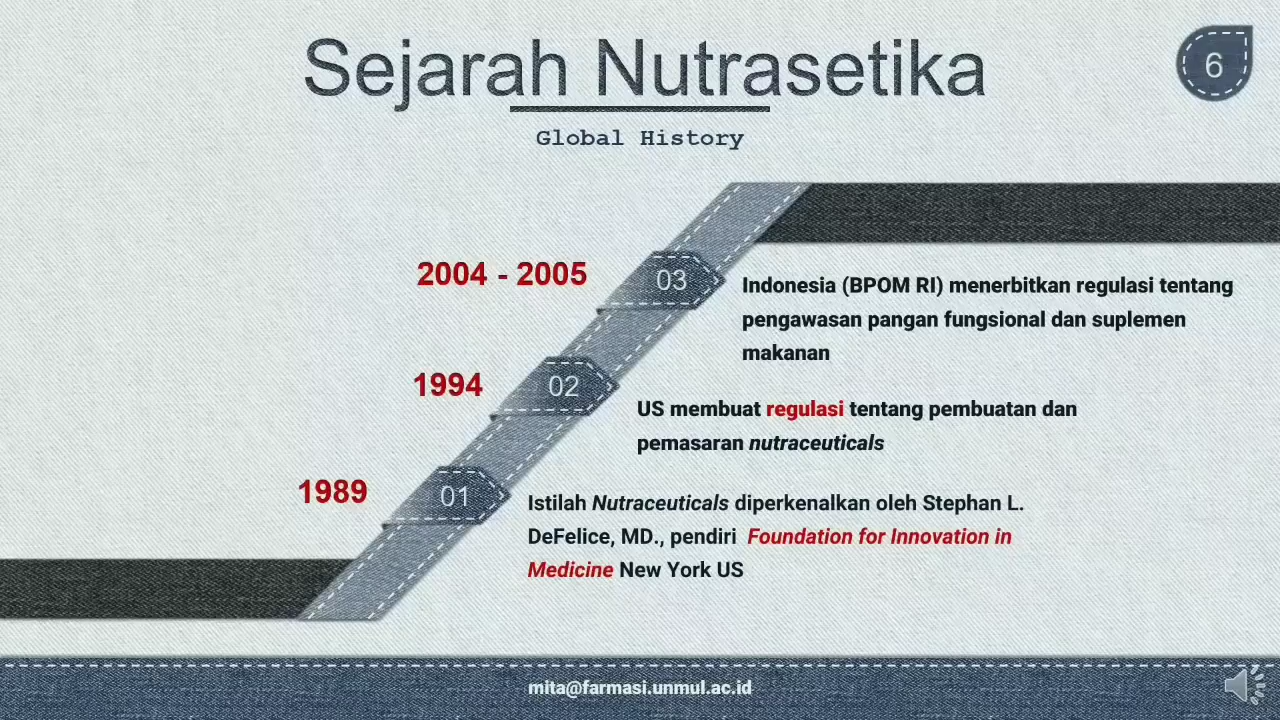 Sejarah Nutrasetika
6
Global History
2004 - 2005
03
Indonesia (BPOM RI) menerbitkan regulasi tentang
pengawasan pangan fungsional dan suplemen
makanan
1994
02
US membuat regulasi tentang pembuatan dan
pemasaran nutraceuticals
1989
01
Istilah Nutraceuticals diperkenalkan oleh Stephan L.
DeFelice, MD., pendiri Foundation for Innovation in
Medicine New York US
mita@farmasi.unmul.ac.id